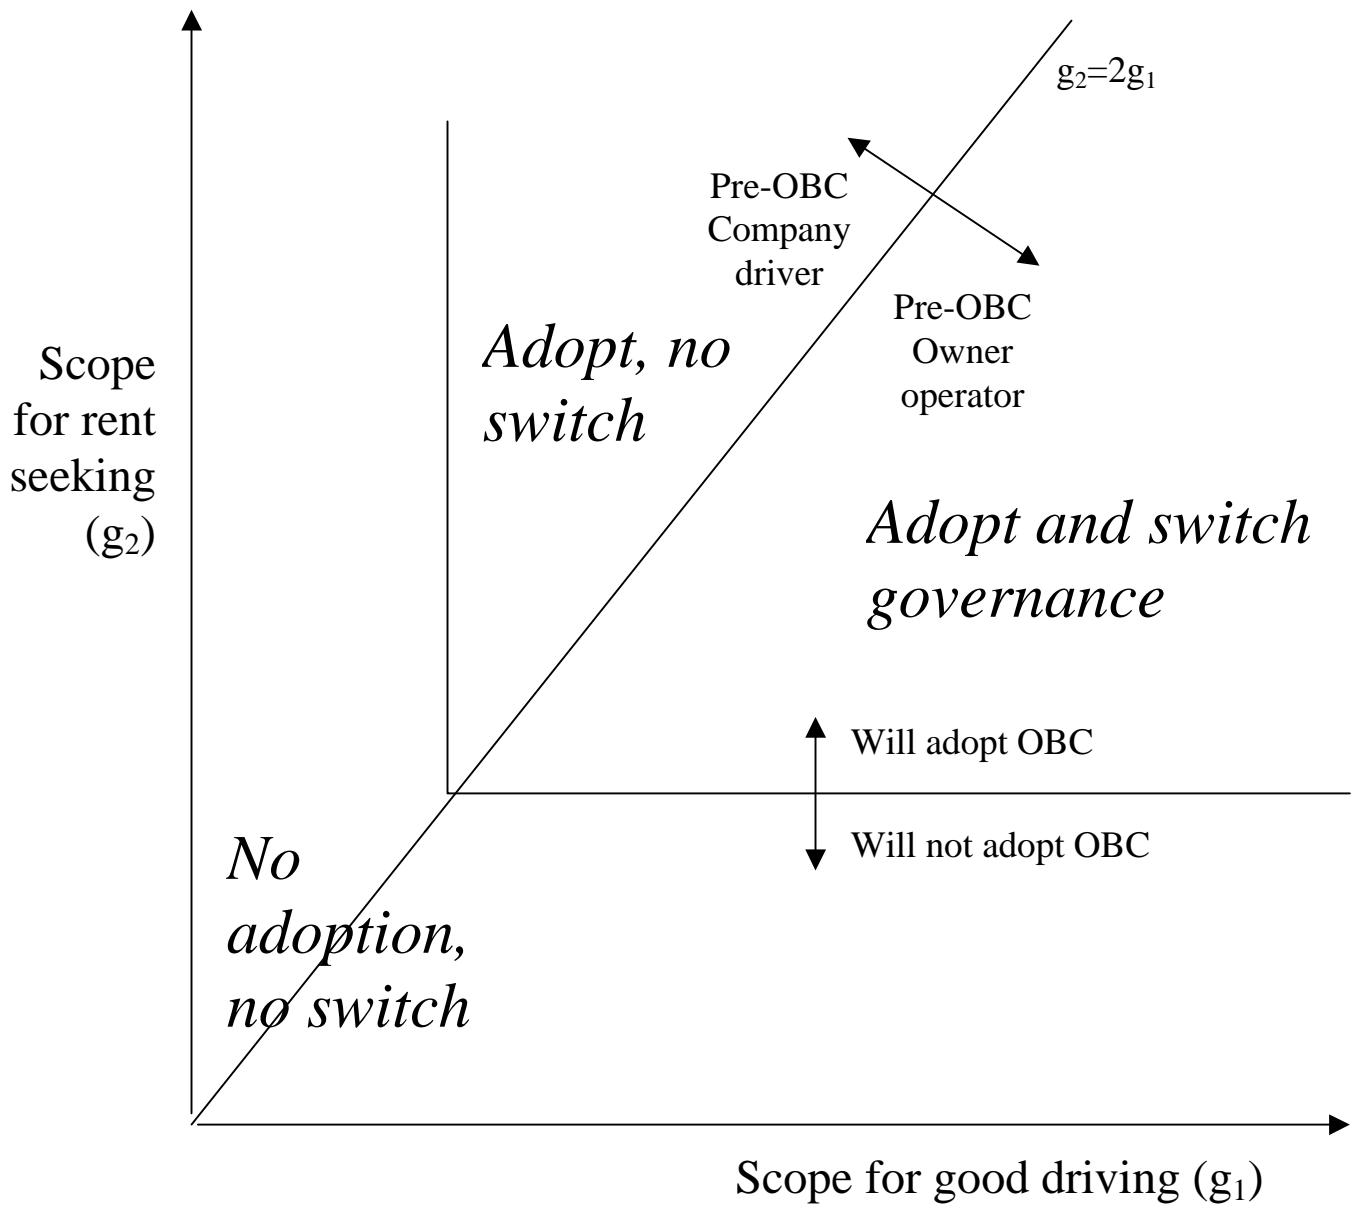 g₂=2g₁
Pre-OBC
Company
driver
Pre-OBC
Owner
operator
Scope
for rent
seeking
(g₂)
Adopt, no
switch
Adopt and switch
governance
Will adopt OBC
Will not adopt OBC
No
adoption,
no switch
Scope for good driving (g₁)